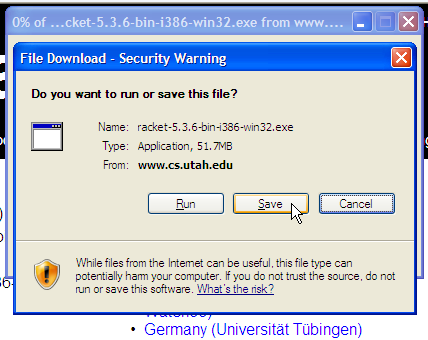 0% of ...cket-5.3.6-bin-i386-win32.exe from www....
File Download - Security Warning
Do you want to run or save this file?
Name: racket-5.3.6-bin-i386-win32.exe
Type: Application, 51.7MB
From: www.cs.utah.edu
Run Save Cancel
While files from the Internet can be useful, this file type can
potentially harm your computer. If you do not trust the source, do not
run or save this software. What's the risk?
• Germany (Universität Tübingen)